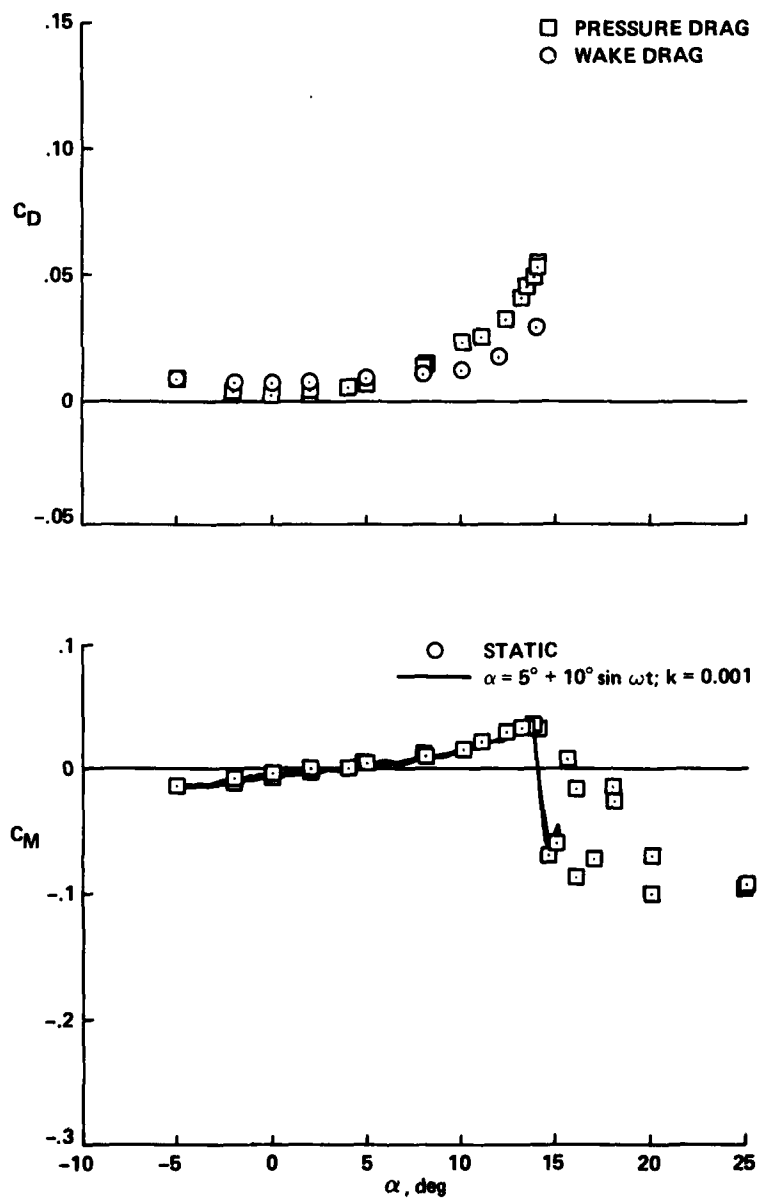 .15
PRESSURE DRAG
WAKE DRAG
.10
C_D
.05
0
-.05
.1
STATIC
α = 5° + 10° sin ωt; k = 0.001
0
C_M
-.1
-.2
-.3
-10 -5 0 5 10 15 20 25
α, deg